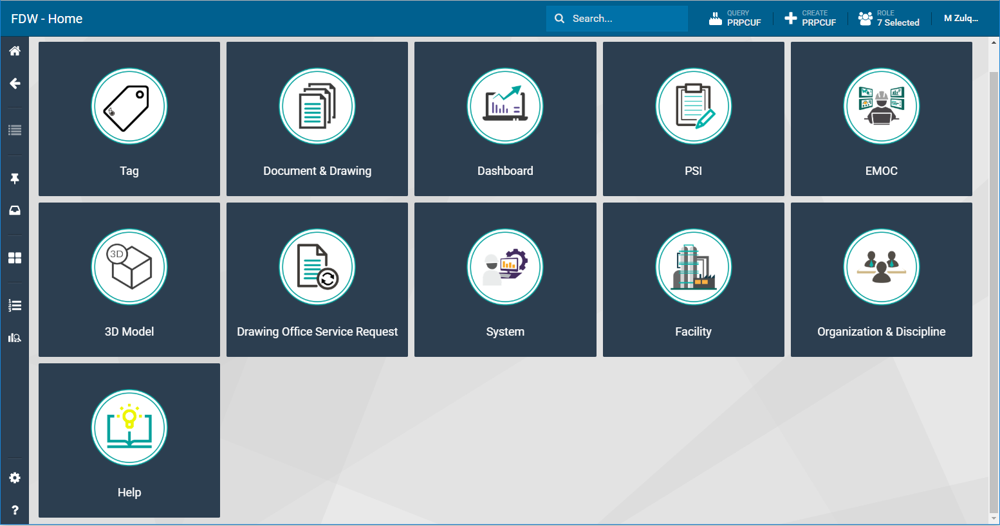 FDW - Home
Search...
QUERY
PRPCUF
CREATE
PRPCUF
ROLE
7 Selected
M Zulq...
Tag
Document & Drawing
Dashboard
PSI
EMOC
3D
3D Model
Drawing Office Service Request
System
Facility
Organization & Discipline
Help